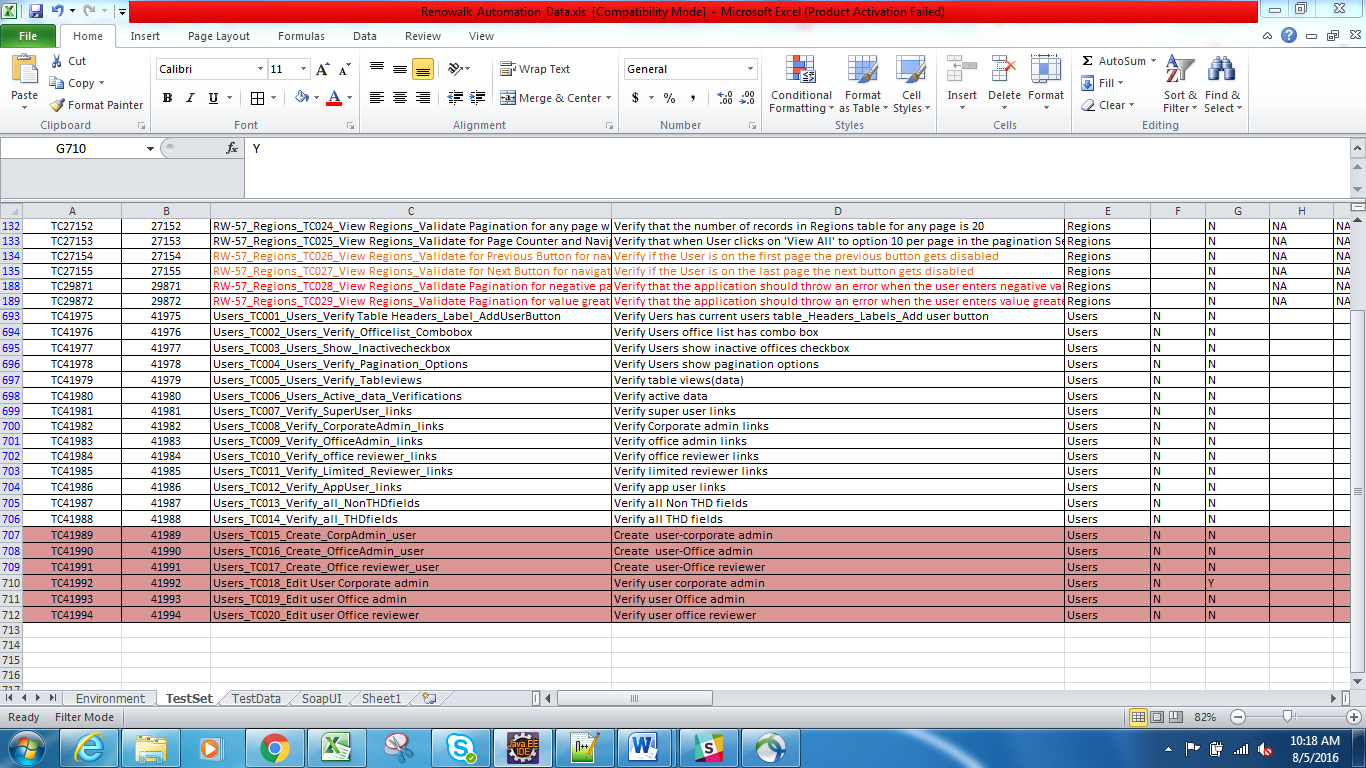 Renowalk_Automation_Data.xls [Compatibility Mode] - Microsoft Excel (Product Activation Failed)
File Home Insert Page Layout Formulas Data Review View
Paste Cut Copy Format Painter Clipboard
Calibri 11 A A B I U A Font
Wrap Text Merge & Center Alignment
General $ % , Number
Conditional Formatting Format as Table Cell Styles Styles
Insert Delete Format Cells
Σ AutoSum Fill Clear Sort & Filter Find & Select Editing
G710 fx Y
A B C D E F G H
132 TC27152 27152 RW-57_Regions_TC024_View Regions_Validate Pagination for any page w Verify that the number of records in Regions table for any page is 20 Regions N NA NA
133 TC27153 27153 RW-57_Regions_TC025_View Regions_Validate for Page Counter and Navi Verify that when User clicks on 'View All' to option 10 per page in the pagination Se Regions N NA NA
134 TC27154 27154 RW-57_Regions_TC026_View Regions_Validate for Previous Button for nav Verify if the User is on the first page the previous button gets disabled Regions N NA NA
135 TC27155 27155 RW-57_Regions_TC027_View Regions_Validate for Next Button for navigat Verify if the User is on the last page the next button gets disabled Regions N NA NA
188 TC29871 29871 RW-57_Regions_TC028_View Regions_Validate Pagination for negative pa Verify that the application should throw an error when the user enters negative va Regions N NA NA
189 TC29872 29872 RW-57_Regions_TC029_View Regions_Validate Pagination for value great Verify that the application should throw an error when the user enters value greate Regions N NA NA
693 TC41975 41975 Users_TC001_Users_Verify Table Headers_Label_AddUserButton Verify Uers has current users table_Headers_Labels_Add user button Users N N
694 TC41976 41976 Users_TC002_Users_Verify_Officelist_Combobox Verify Users office list has combo box Users N N
695 TC41977 41977 Users_TC003_Users_Show_Inactivecheckbox Verify Users show inactive offices checkbox Users N N
696 TC41978 41978 Users_TC004_Users_Verify_Pagination_Options Verify Users show pagination options Users N N
697 TC41979 41979 Users_TC005_Users_Verify_Tableviews Verify table views(data) Users N N
698 TC41980 41980 Users_TC006_Users_Active_data_Verifications Verify active data Users N N
699 TC41981 41981 Users_TC007_Verify_SuperUser_links Verify super user links Users N N
700 TC41982 41982 Users_TC008_Verify_CorporateAdmin_links Verify Corporate admin links Users N N
701 TC41983 41983 Users_TC009_Verify_OfficeAdmin_links Verify office admin links Users N N
702 TC41984 41984 Users_TC010_Verify_office reviewer_links Verify office reviewer links Users N N
703 TC41985 41985 Users_TC011_Verify_Limited_Reviewer_links Verify limited reviewer links Users N N
704 TC41986 41986 Users_TC012_Verify_AppUser_links Verify app user links Users N N
705 TC41987 41987 Users_TC013_Verify_all_NonTHDfields Verify all Non THD fields Users N N
706 TC41988 41988 Users_TC014_Verify_all_THDfields Verify all THD fields Users N N
707 TC41989 41989 Users_TC015_Create_CorpAdmin_user Create user-corporate admin Users N N
708 TC41990 41990 Users_TC016_Create_OfficeAdmin_user Create user-Office admin Users N N
709 TC41991 41991 Users_TC017_Create_Office reviewer_user Create user-Office reviewer Users N N
710 TC41992 41992 Users_TC018_Edit User Corporate admin Verify user corporate admin Users N Y
711 TC41993 41993 Users_TC019_Edit user Office admin Verify user Office admin Users N N
712 TC41994 41994 Users_TC020_Edit user Office reviewer Verify user office reviewer Users N N
713
714
715
716
717
Environment TestSet TestData SoapUI Sheet1
Ready Filter Mode 82%
Java EE IDE
10:18 AM
8/5/2016